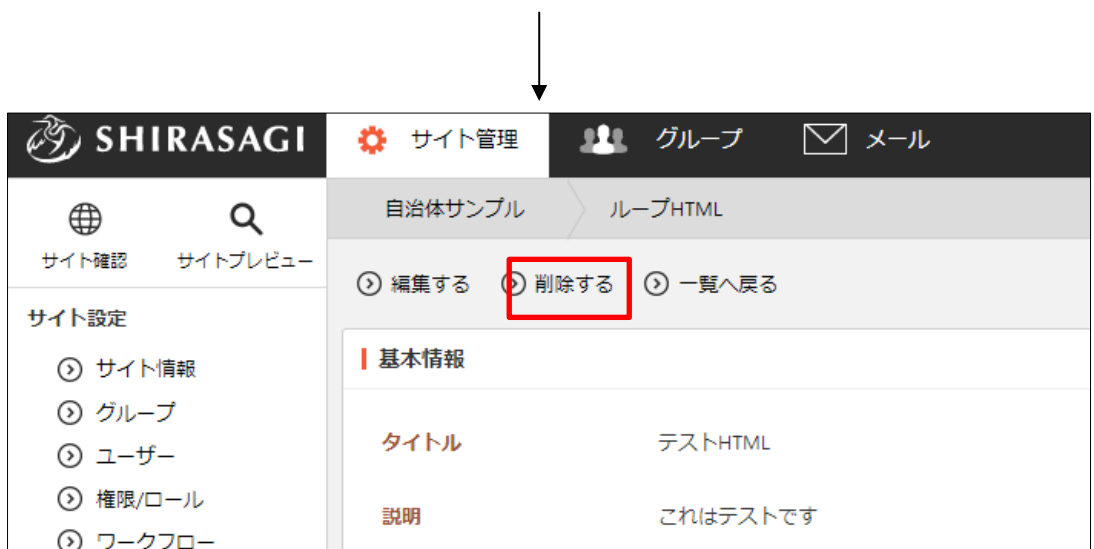 SHIRASAGI サイト管理 グループ メール
サイト確認 サイトプレビュー
サイト設定
サイト情報
グループ
ユーザー
権限/ロール
ワークフロー
自治体サンプル ループHTML
編集する 削除する 一覧へ戻る
基本情報
タイトル テストHTML
説明 これはテストです